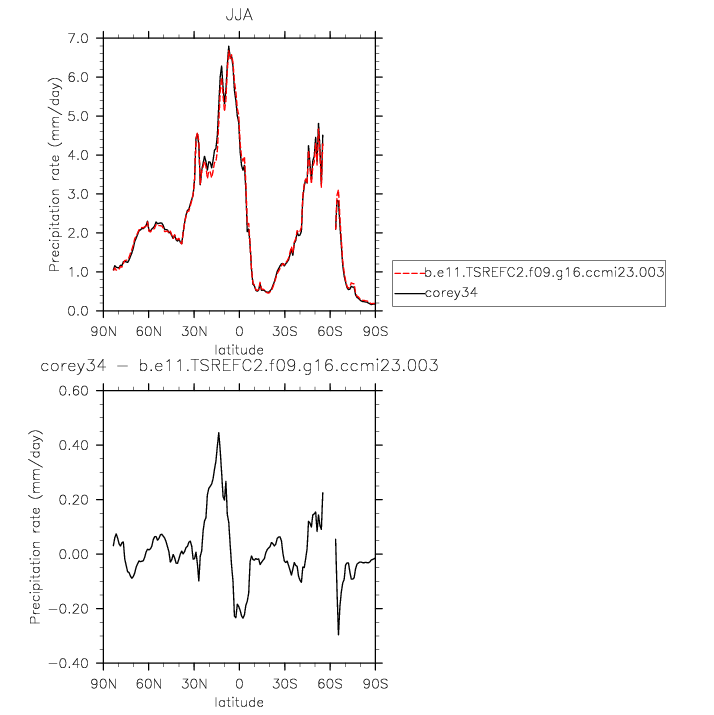 JJA
7.0
6.0
5.0
4.0
3.0
2.0
1.0
0.0
Precipitation rate (mm/day)
90N 60N 30N 0 30S 60S 90S
latitude
b.e11.TSREFC2.f09.g16.ccmi23.003
corey34
corey34 − b.e11.TSREFC2.f09.g16.ccmi23.003
0.60
0.40
0.20
0.00
−0.20
−0.40
Precipitation rate (mm/day)
90N 60N 30N 0 30S 60S 90S
latitude